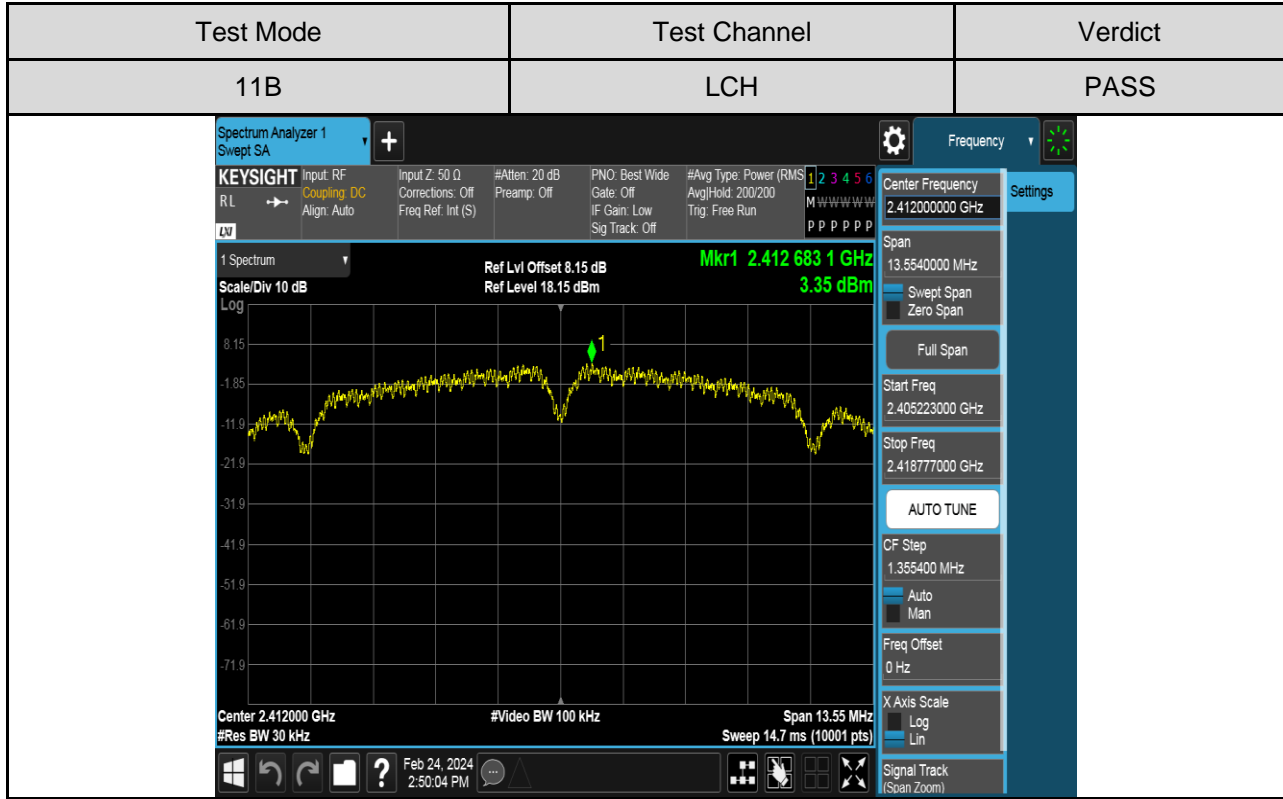 Test Mode Test Channel Verdict
11B LCH PASS
Spectrum Analyzer 1
Swept SA
+
Frequency
KEYSIGHT
RL
LXI
Input: RF
Coupling: DC
Align: Auto
Input Z: 50 Ω
Corrections: Off
Freq Ref: Int (S)
#Atten: 20 dB
Preamp: Off
PNO: Best Wide
Gate: Off
IF Gain: Low
Sig Track: Off
#Avg Type: Power (RMS
Avg|Hold: 200/200
Trig: Free Run
1 2 3 4 5 6
M W W W W W
P P P P P P
1 Spectrum
Scale/Div 10 dB
Log
Ref Lvl Offset 8.15 dB
Ref Level 18.15 dBm
Mkr1 2.412 683 1 GHz
3.35 dBm
1
8.15
-1.85
-11.9
-21.9
-31.9
-41.9
-51.9
-61.9
-71.9
Center 2.412000 GHz
#Res BW 30 kHz
#Video BW 100 kHz
Span 13.55 MHz
Sweep 14.7 ms (10001 pts)
?
Feb 24, 2024
2:50:04 PM
Center Frequency
2.412000000 GHz
Settings
Span
13.5540000 MHz
Swept Span
Zero Span
Full Span
Start Freq
2.405223000 GHz
Stop Freq
2.418777000 GHz
AUTO TUNE
CF Step
1.355400 MHz
Auto
Man
Freq Offset
0 Hz
X Axis Scale
Log
Lin
Signal Track
(Span Zoom)